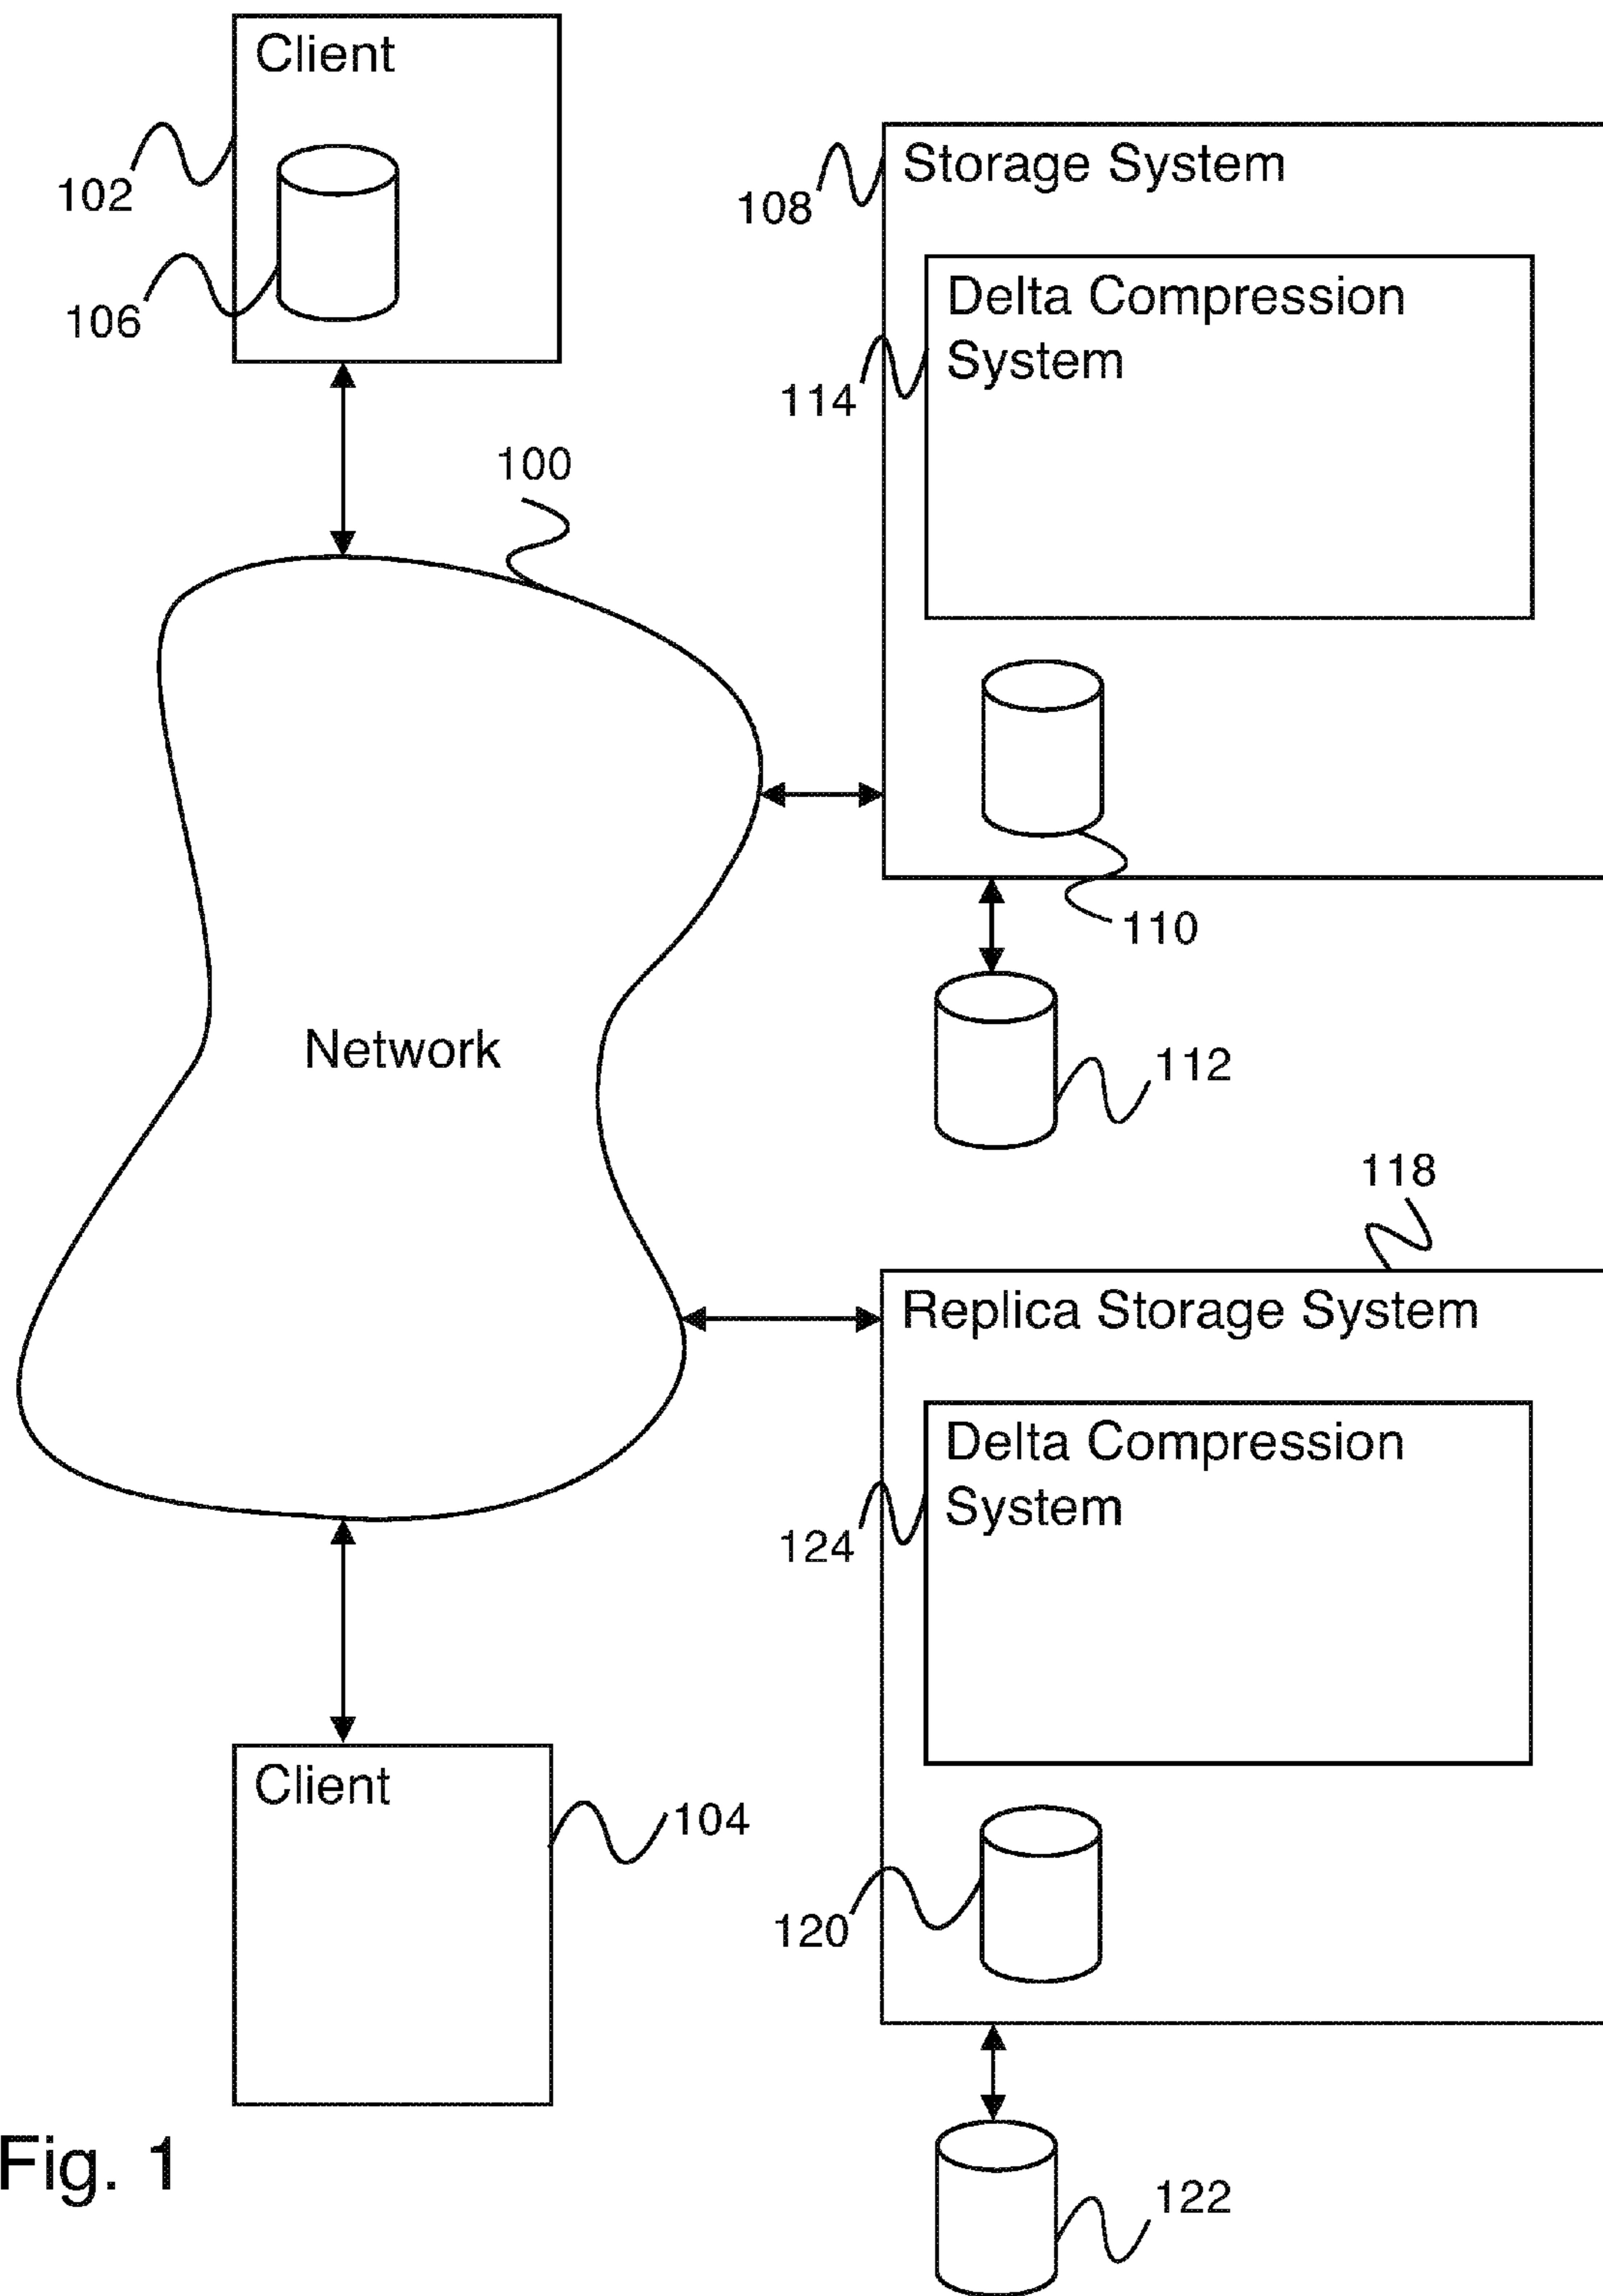 Client
102
106
Storage System
108
Delta Compression
System
114
100
110
Network
112
118
Replica Storage System
Delta Compression
System
124
Client
104
120
Fig. 1
122